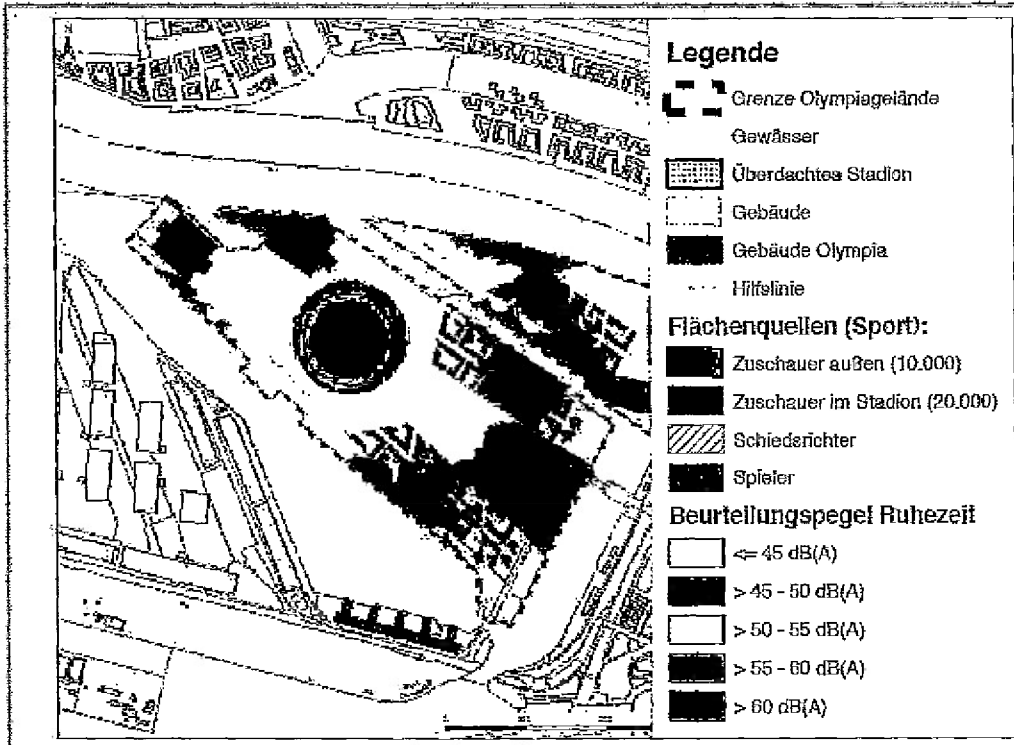 Legende
Grenze Olympiagelände
Gewässer
Überdachtes Stadion
Gebäude
Gebäude Olympia
Hilfslinie
Flächenquellen (Sport):
Zuschauer außen (10.000)
Zuschauer im Stadion (20.000)
Schiedsrichter
Spieler
Beurteilungspegel Ruhezeit
<= 45 dB(A)
> 45 - 50 dB(A)
> 50 - 55 dB(A)
> 55 - 60 dB(A)
> 60 dB(A)